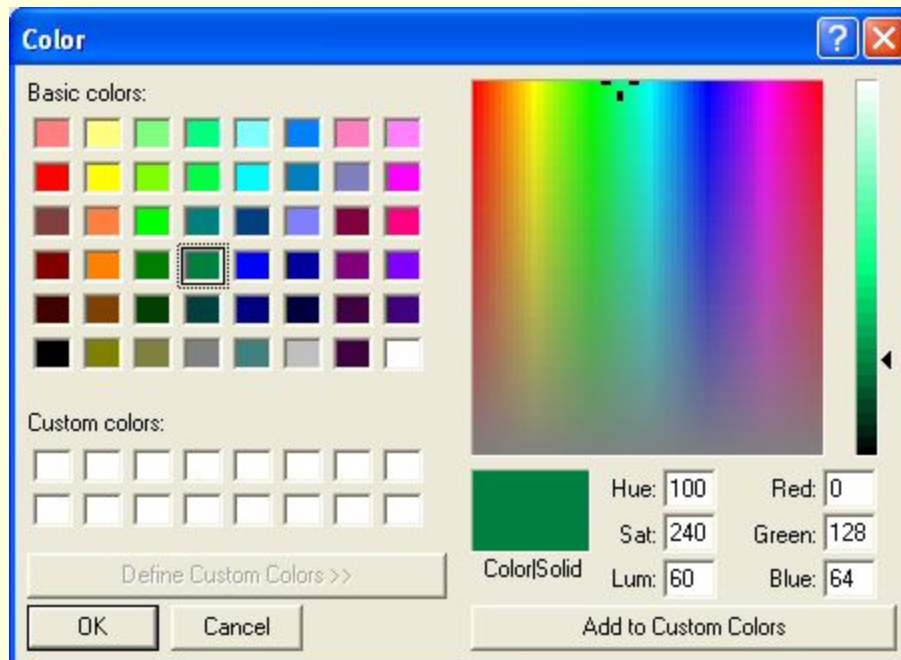 Color
Basic colors:
Custom colors:
Define Custom Colors >>
OK
Cancel
Color|Solid
Hue: 100
Sat: 240
Lum: 60
Red: 0
Green: 128
Blue: 64
Add to Custom Colors